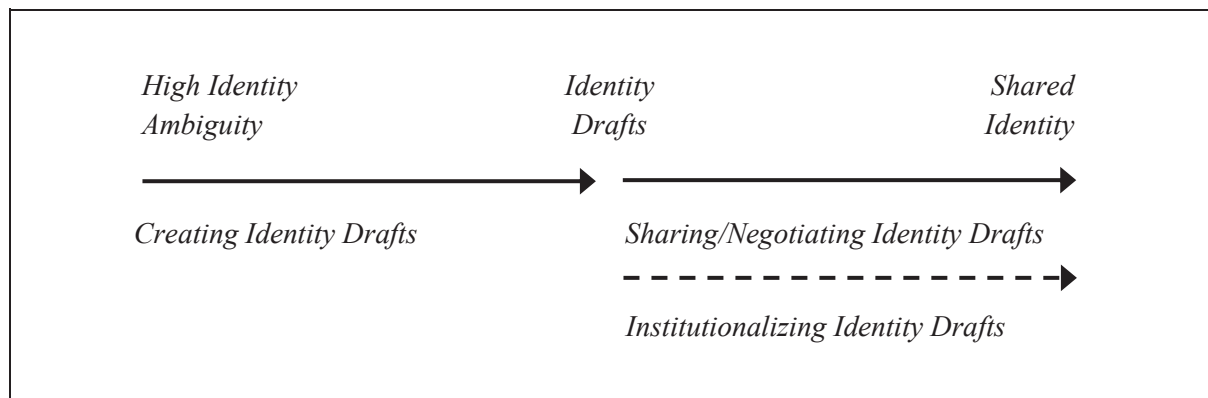 High Identity
Ambiguity
Identity
Drafts
Shared
Identity
Creating Identity Drafts
Sharing/Negotiating Identity Drafts
Institutionalizing Identity Drafts